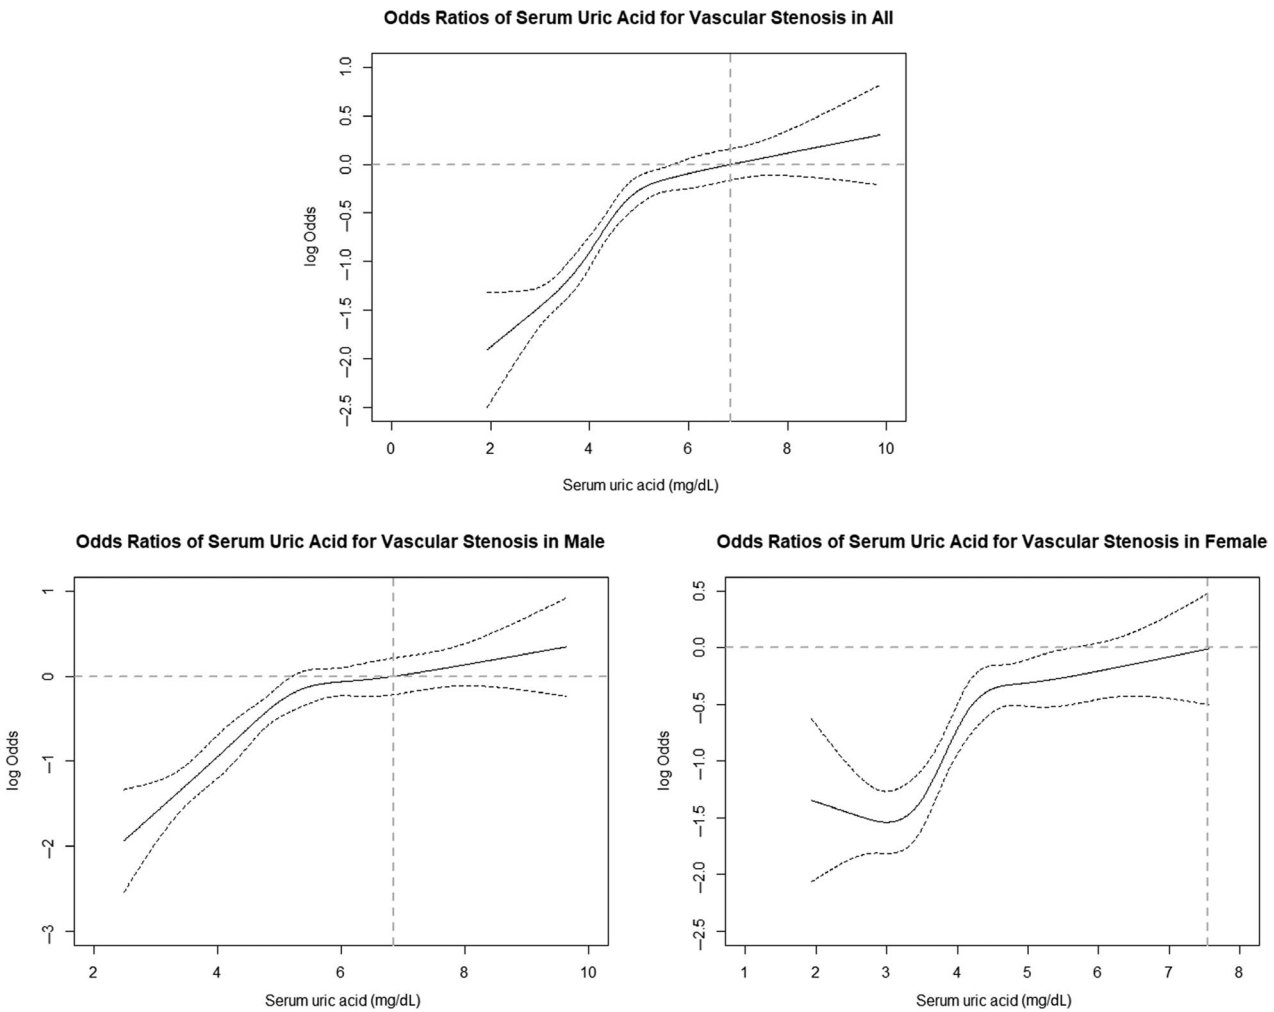 Odds Ratios of Serum Uric Acid for Vascular Stenosis in All
1.0
0.5
0.0
−0.5
−1.0
−1.5
−2.0
−2.5
log Odds
0 2 4 6 8 10
Serum uric acid (mg/dL)
Odds Ratios of Serum Uric Acid for Vascular Stenosis in Male
1
0
−1
−2
−3
log Odds
2 4 6 8 10
Serum uric acid (mg/dL)
Odds Ratios of Serum Uric Acid for Vascular Stenosis in Female
0.5
0.0
−0.5
−1.0
−1.5
−2.0
−2.5
log Odds
1 2 3 4 5 6 7 8
Serum uric acid (mg/dL)